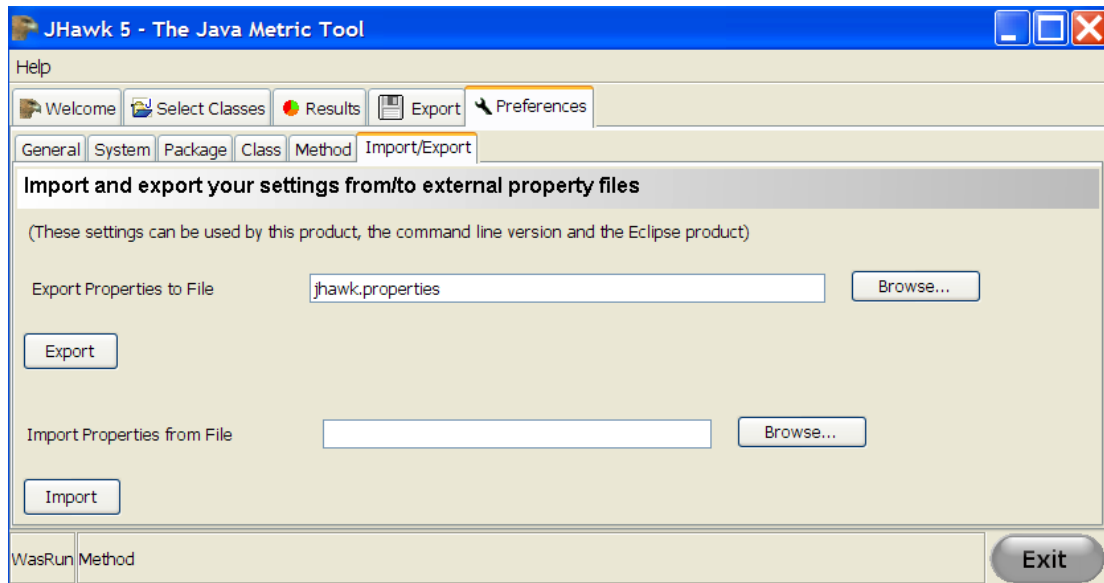 JHawk 5 - The Java Metric Tool
Help
Welcome Select Classes Results Export Preferences
General System Package Class Method Import/Export
Import and export your settings from/to external property files
(These settings can be used by this product, the command line version and the Eclipse product)
Export Properties to File jhawk.properties Browse...
Export
Import Properties from File Browse...
Import
WasRun Method Exit